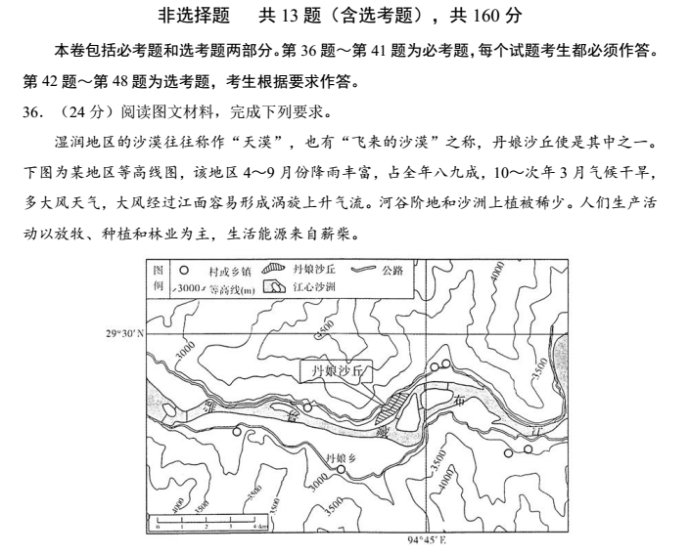 非选择题 共 13 题（含选考题），共 160 分
本卷包括必考题和选考题两部分。第 36 题～第 41 题为必考题，每个试题考生都必须作答。
第 42 题～第 48 题为选考题，考生根据要求作答。
36. （24 分）阅读图文材料，完成下列要求。
湿润地区的沙漠往往称作“天漠”，也有“飞来的沙漠”之称，丹娘沙丘便是其中之一。
下图为某地区等高线图，该地区 4～9 月份降雨丰富，占全年八九成，10～次年 3 月气候干旱，
多大风天气，大风经过江面容易形成涡旋上升气流。河谷阶地和沙洲上植被稀少。人们生产活
动以放牧、种植和林业为主，生活能源来自薪柴。
图例
村或乡镇 丹娘沙丘 公路
3000 等高线(m) 江心沙洲
29°30′N
3000
4500
4000
3500
丹娘沙丘
雅
鲁
藏
布
江
丹娘乡
3000
3500
3500
4000
4000
3500
3500
3500
0 1 2 3 4 km
94°45′E